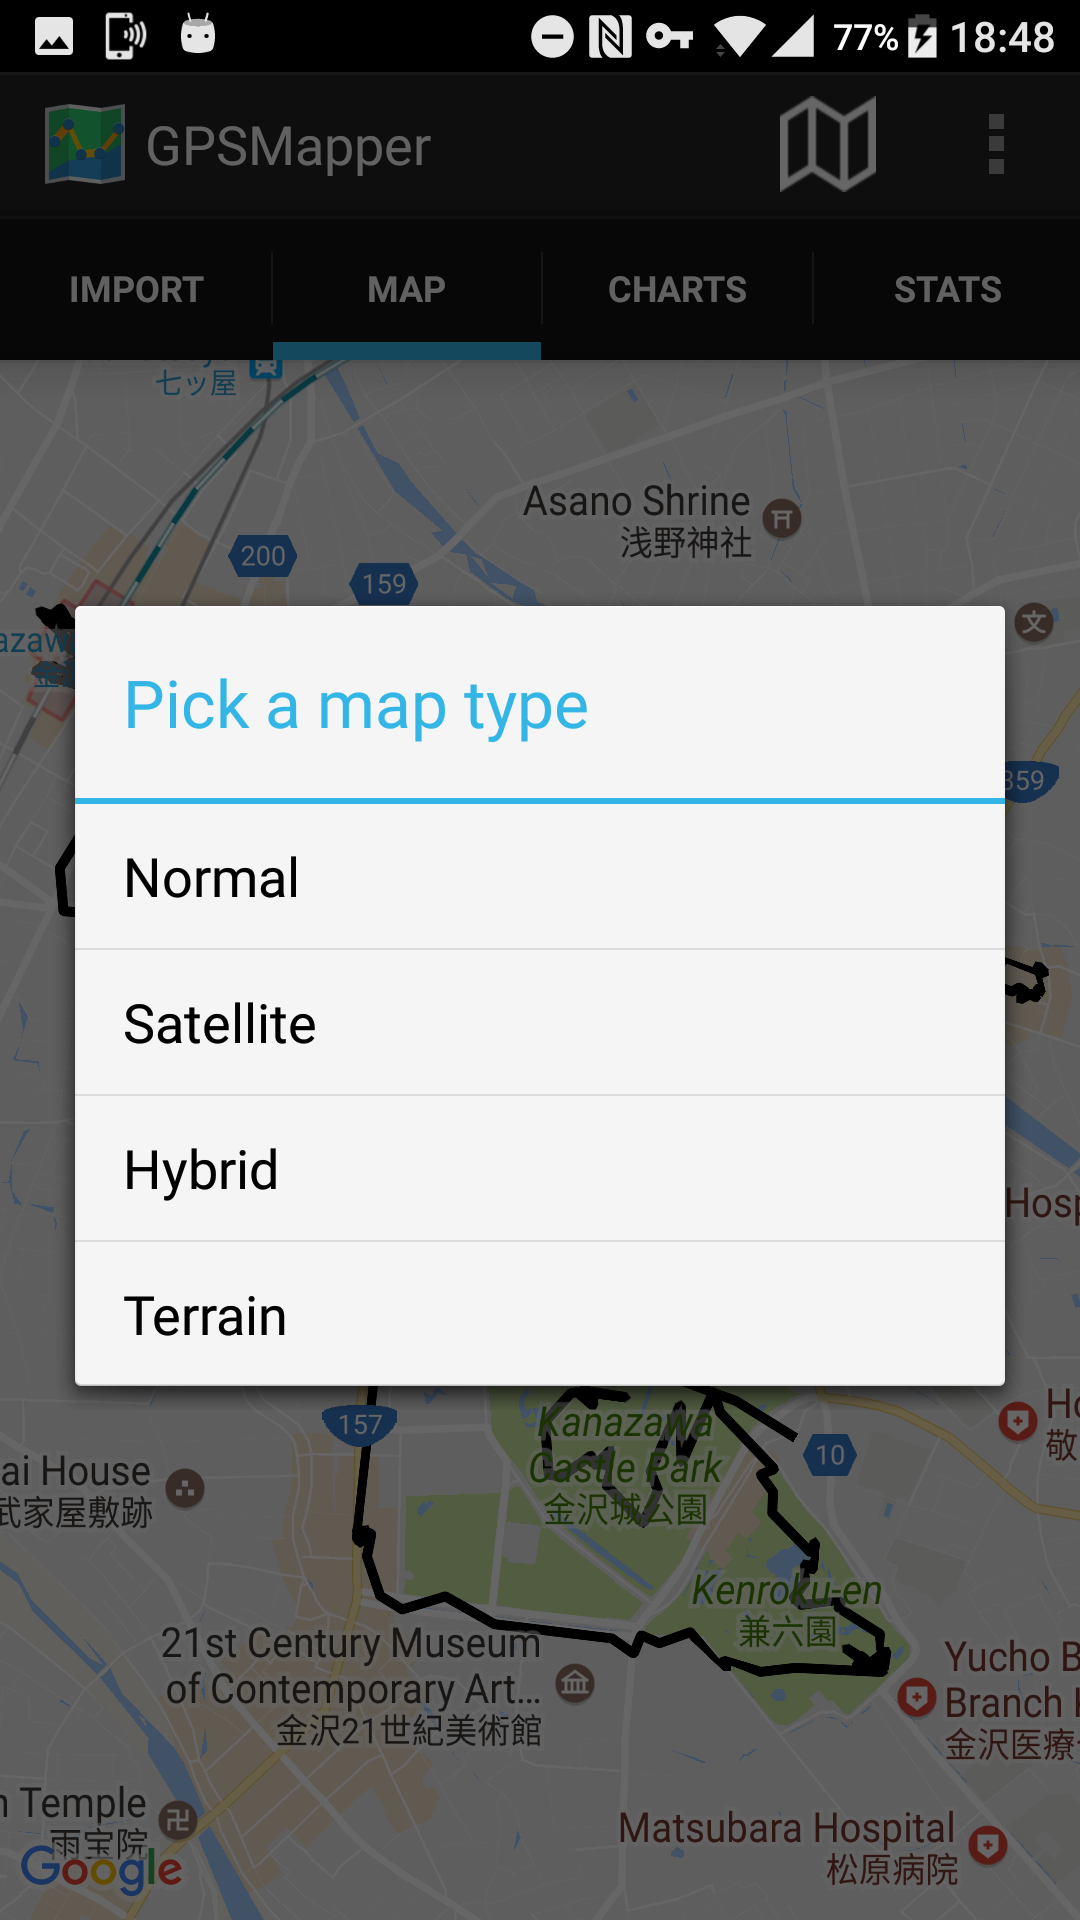 77% 18:48
GPSMapper
IMPORT MAP CHARTS STATS
七ッ屋
Asano Shrine
浅野神社
200
159
文
359
Pick a map type
Normal
Satellite
Hybrid
Terrain
157
Kanazawa
Castle Park
金沢城公園
10
敬
ai House
武家屋敷跡
Kenroku-en
兼六園
21st Century Museum
of Contemporary Art...
金沢21世紀美術館
Yucho B
Branch
金沢医療
n Temple
雨宝院
Matsubara Hospital
松原病院
Google